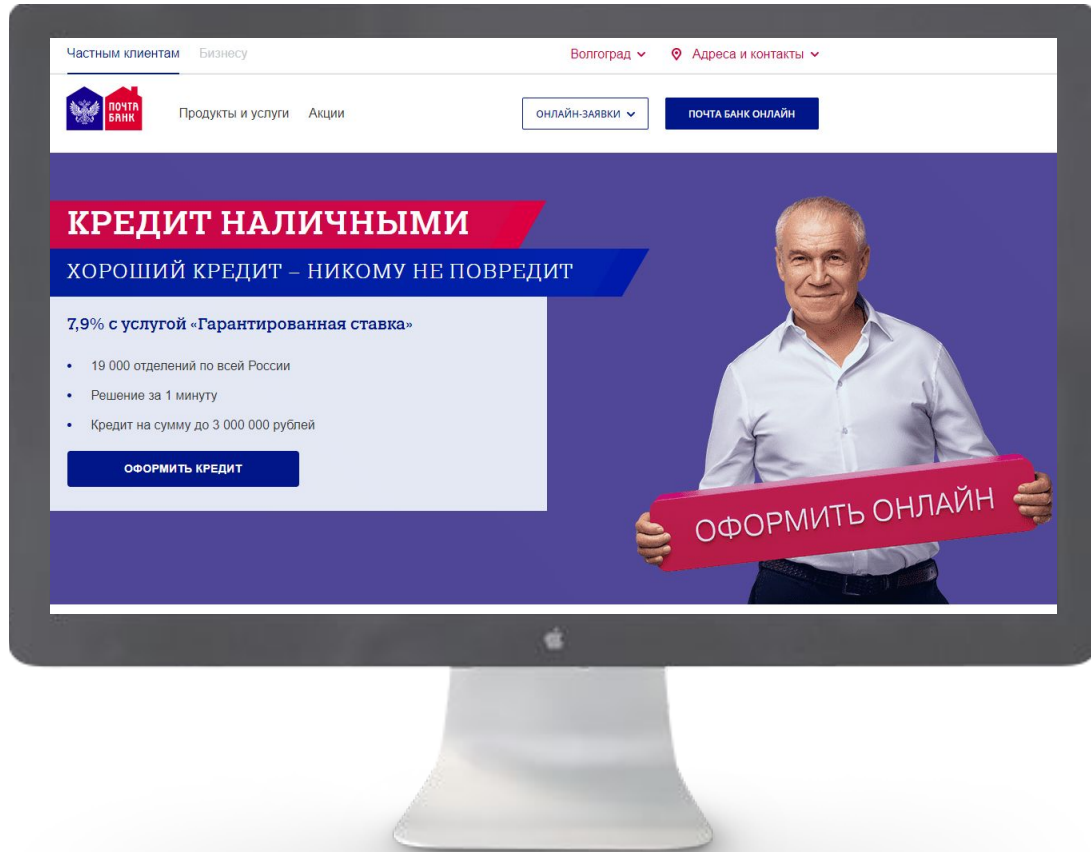 Частным клиентам Бизнесу Волгоград Адреса и контакты
ПОЧТА
БАНК
Продукты и услуги Акции ОНЛАЙН-ЗАЯВКИ ПОЧТА БАНК ОНЛАЙН
КРЕДИТ НАЛИЧНЫМИ
ХОРОШИЙ КРЕДИТ – НИКОМУ НЕ ПОВРЕДИТ
7,9% с услугой «Гарантированная ставка»
• 19 000 отделений по всей России
• Решение за 1 минуту
• Кредит на сумму до 3 000 000 рублей
ОФОРМИТЬ КРЕДИТ
ОФОРМИТЬ ОНЛАЙН